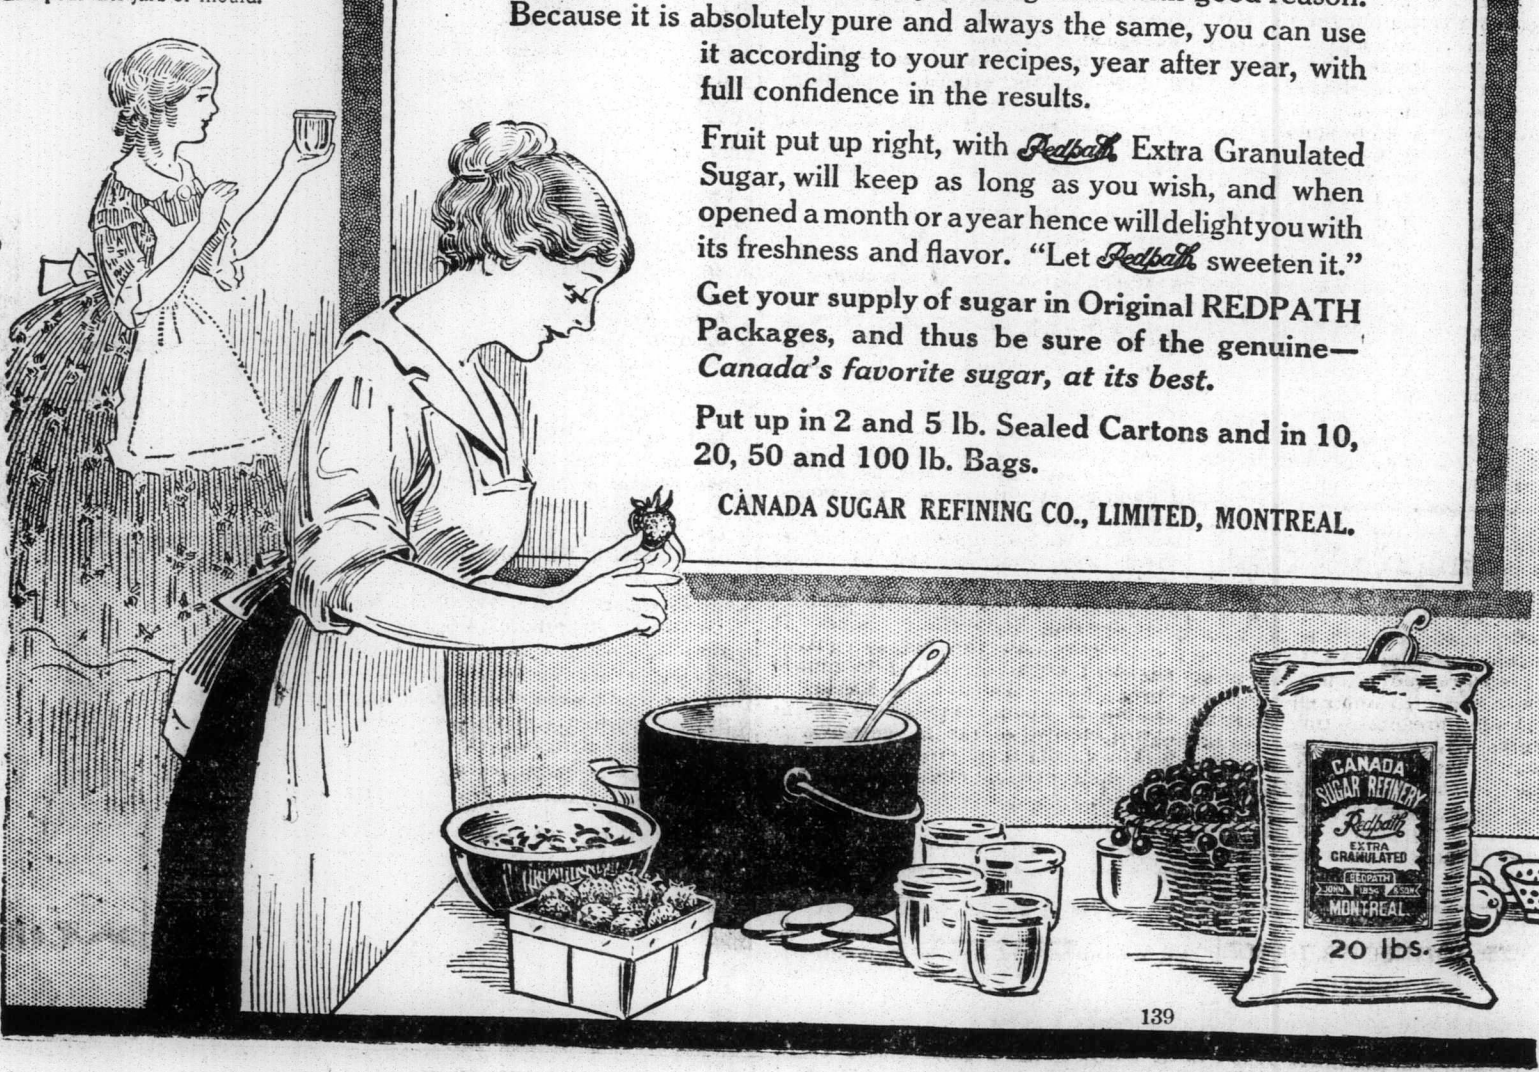 good reason.
Because it is absolutely pure and always the same, you can use
it according to your recipes, year after year, with
full confidence in the results.
Fruit put up right, with Redpath Extra Granulated
Sugar, will keep as long as you wish, and when
opened a month or a year hence will delight you with
its freshness and flavor. "Let Redpath sweeten it."
Get your supply of sugar in Original REDPATH
Packages, and thus be sure of the genuine—
Canada's favorite sugar, at its best.
Put up in 2 and 5 lb. Sealed Cartons and in 10,
20, 50 and 100 lb. Bags.
CANADA SUGAR REFINING CO., LIMITED, MONTREAL.
CANADA
SUGAR REFINERY
Redpath
EXTRA
GRANULATED
REDPATH
JOHN 1854 & SON
MONTREAL
20 lbs.
139